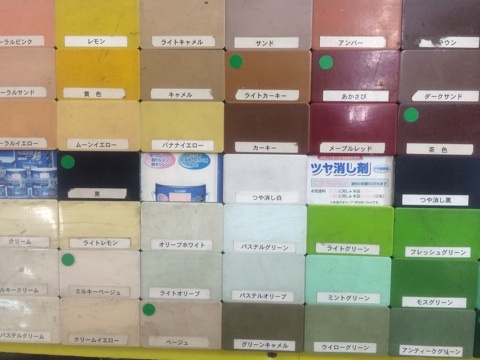 ーラルピンク
レモン
ライトキャメル
サンド
アンバー
ウン
ーラルサンド
黄色
キャメル
ライトカーキー
あかさび
ダークサンド
ーラルイエロー
ムーンイエロー
バナナイエロー
カーキー
メープルレッド
茶色
黒
つや消し白
ツヤ消し剤
つや消し黒
クリーム
ライトレモン
オリーブホワイト
パステルグリーン
ライトグリーン
フレッシュグリーン
ルキークリーム
ミルキーベージュ
ライトオリーブ
パステルオリーブ
ミントグリーン
モスグリーン
パステルクリーム
クリームイエロー
ベージュ
グリーンキャメル
ウイローグリーン
アンティークグリーン